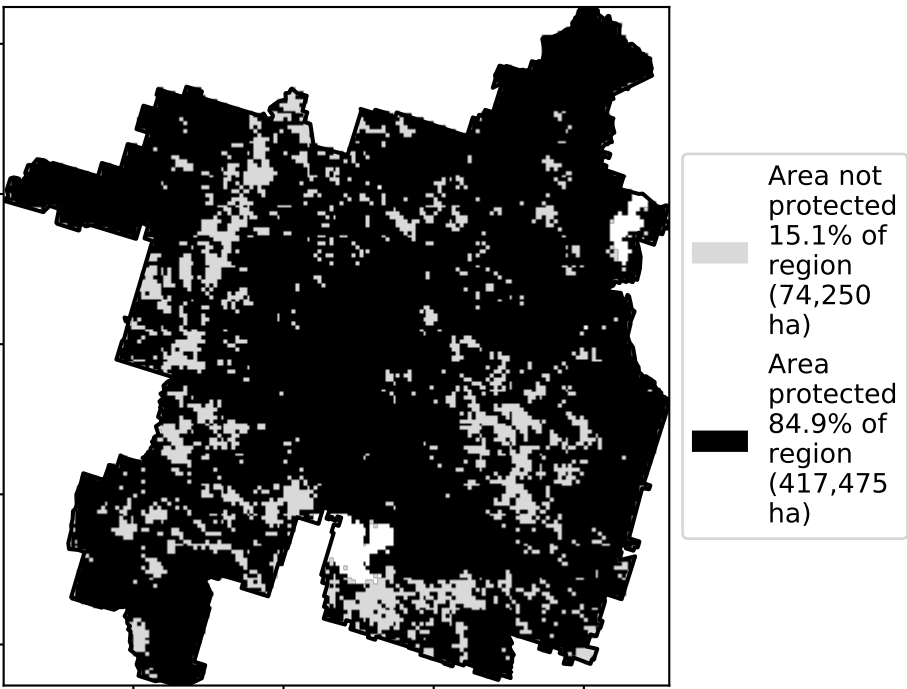 Area not
protected
15.1% of
region
(74,250
ha)
Area
protected
84.9% of
region
(417,475
ha)